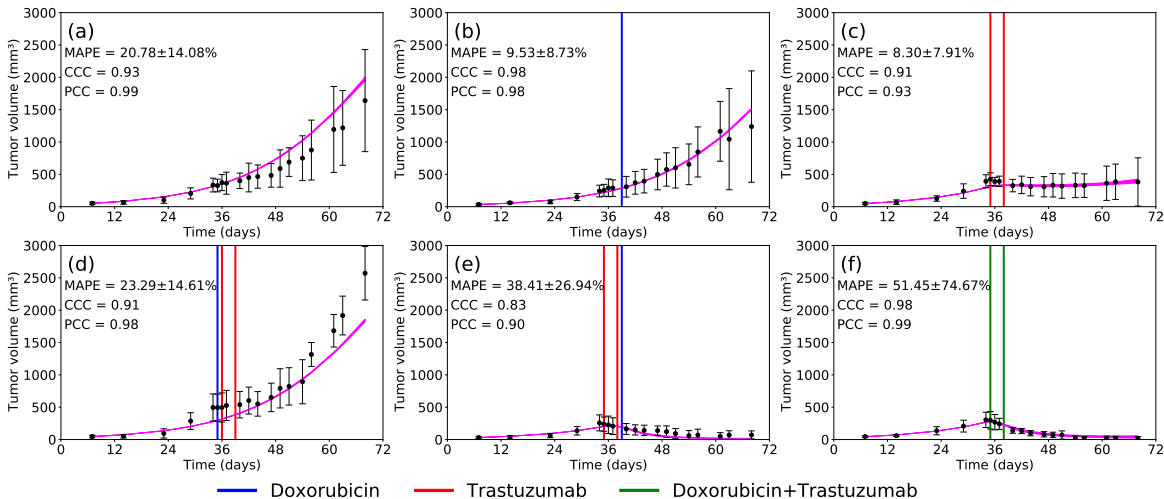 (a)
MAPE = 20.78±14.08%
CCC = 0.93
PCC = 0.99
Tumor volume (mm³)
3000
2500
2000
1500
1000
500
0
0 12 24 36 48 60 72
Time (days)
(b)
MAPE = 9.53±8.73%
CCC = 0.98
PCC = 0.98
Tumor volume (mm³)
3000
2500
2000
1500
1000
500
0
0 12 24 36 48 60 72
Time (days)
(c)
MAPE = 8.30±7.91%
CCC = 0.91
PCC = 0.93
Tumor volume (mm³)
3000
2500
2000
1500
1000
500
0
0 12 24 36 48 60 72
Time (days)
(d)
MAPE = 23.29±14.61%
CCC = 0.91
PCC = 0.98
Tumor volume (mm³)
3000
2500
2000
1500
1000
500
0
0 12 24 36 48 60 72
Time (days)
(e)
MAPE = 38.41±26.94%
CCC = 0.83
PCC = 0.90
Tumor volume (mm³)
3000
2500
2000
1500
1000
500
0
0 12 24 36 48 60 72
Time (days)
(f)
MAPE = 51.45±74.67%
CCC = 0.98
PCC = 0.99
Tumor volume (mm³)
3000
2500
2000
1500
1000
500
0
0 12 24 36 48 60 72
Time (days)
Doxorubicin Trastuzumab Doxorubicin+Trastuzumab